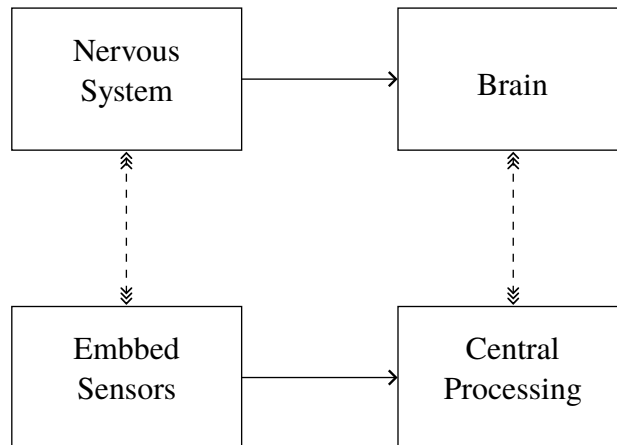 Nervous
System
Brain
Embbed
Sensors
Central
Processing